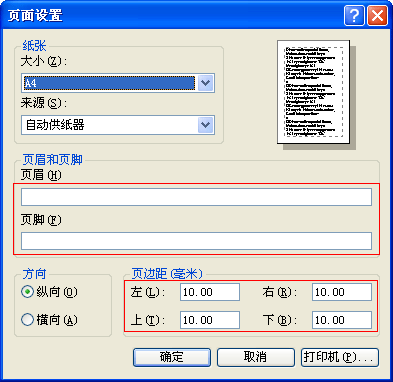 页面设置
纸张
大小(Z):
A4
来源(S):
自动供纸器
页眉和页脚
页眉(H)
页脚(F)
方向
纵向(O)
横向(A)
页边距(毫米)
左(L): 10.00 右(R): 10.00
上(T): 10.00 下(B): 10.00
确定 取消 打印机(P)...